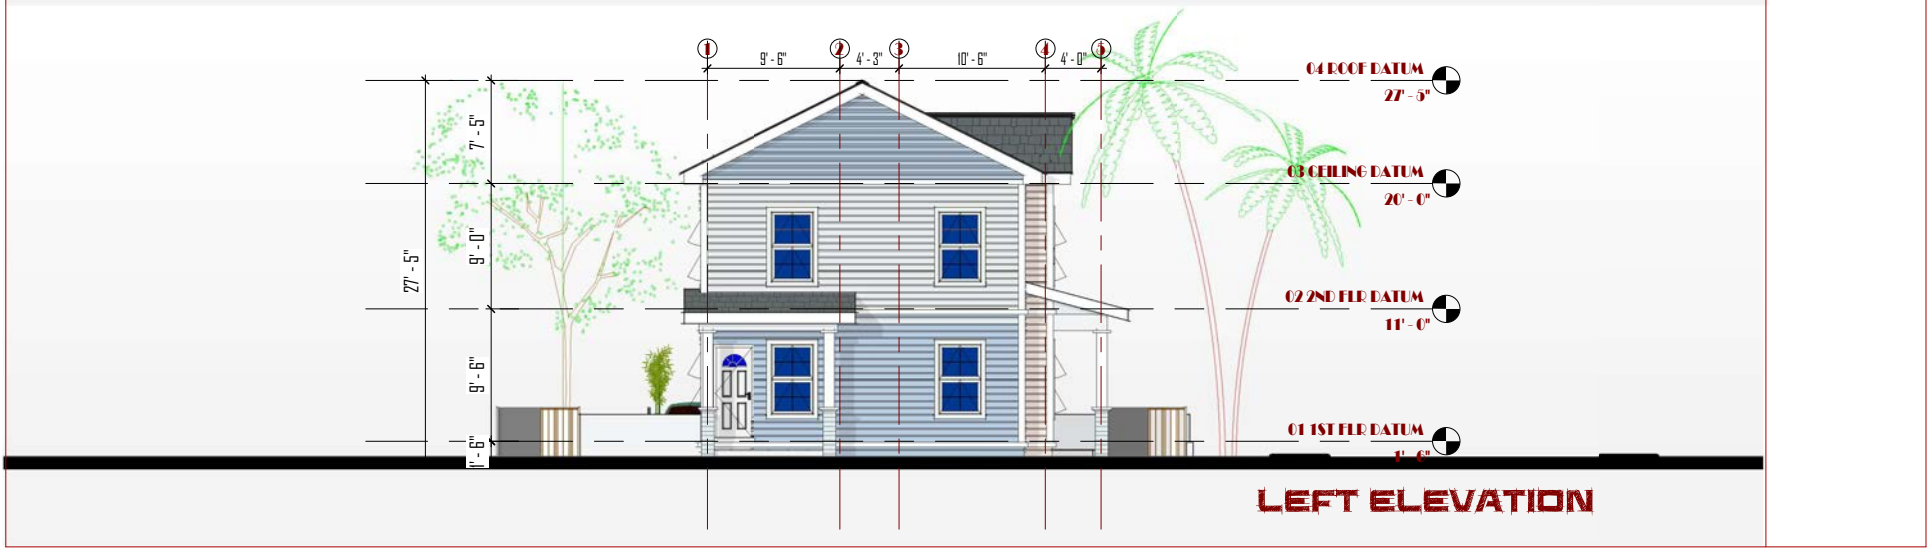 1 2 3 4 5
9' - 6" 4' - 3" 10' - 6" 4' - 0"
04 ROOF DATUM
27' - 5"
7' - 5"
03 CEILING DATUM
20' - 0"
9' - 0"
27' - 5"
02 2ND FLR DATUM
11' - 0"
9' - 6"
01 1ST FLR DATUM
1' - 6"
1' - 6"
LEFT ELEVATION